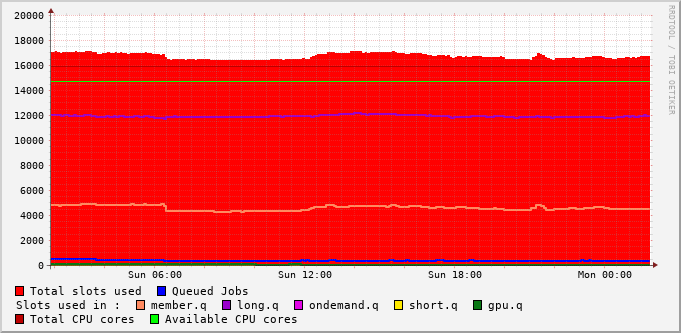 RRDTOOL / TOBI OETIKER
20000
18000
16000
14000
12000
10000
8000
6000
4000
2000
0
Sun 06:00 Sun 12:00 Sun 18:00 Mon 00:00
Total slots used Queued Jobs
Slots used in : member.q long.q ondemand.q short.q gpu.q
Total CPU cores Available CPU cores